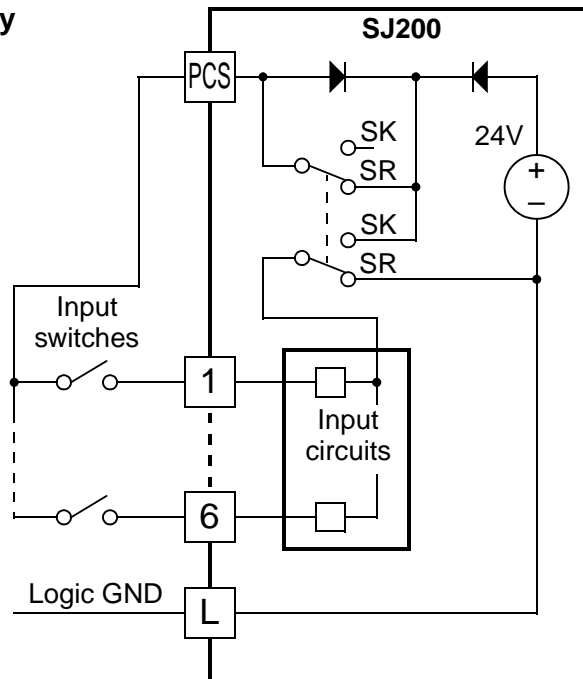 y
SJ200
PCS
SK
24V
SR
+
–
SK
SR
Input
switches
1
Input
circuits
6
Logic GND
L